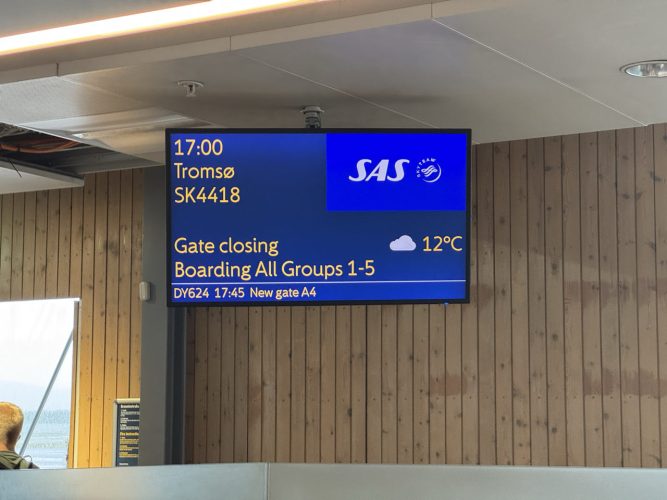 17:00
Tromsø
SK4418
SAS
SKYTEAM
Gate closing
12°C
Boarding All Groups 1-5
DY624 17:45 New gate A4